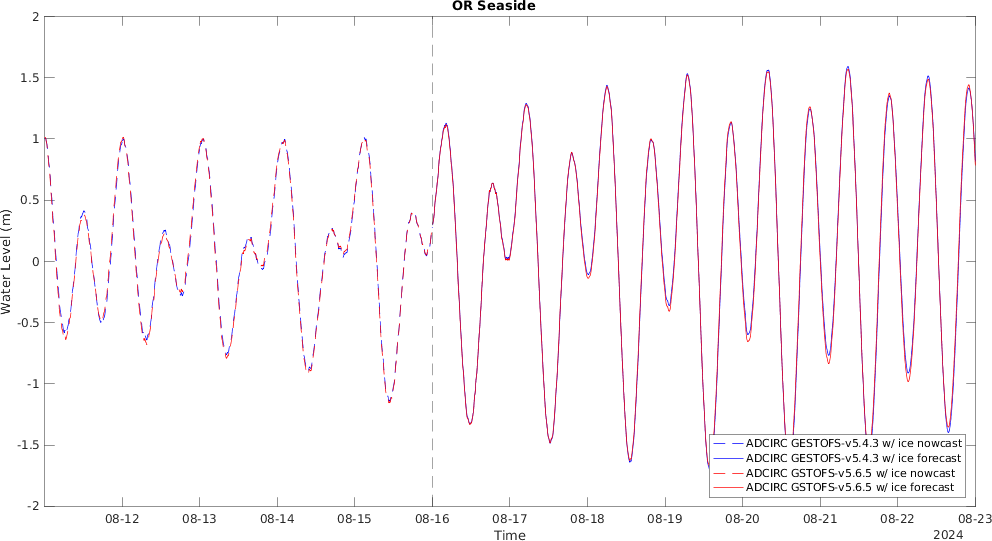 OR Seaside
2
1.5
1
0.5
0
-0.5
-1
-1.5
-2
Water Level (m)
08-12 08-13 08-14 08-15 08-16 08-17 08-18 08-19 08-20 08-21 08-22 08-23
Time
2024
ADCIRC GESTOFS-v5.4.3 w/ ice nowcast
ADCIRC GESTOFS-v5.4.3 w/ ice forecast
ADCIRC GSTOFS-v5.6.5 w/ ice nowcast
ADCIRC GSTOFS-v5.6.5 w/ ice forecast